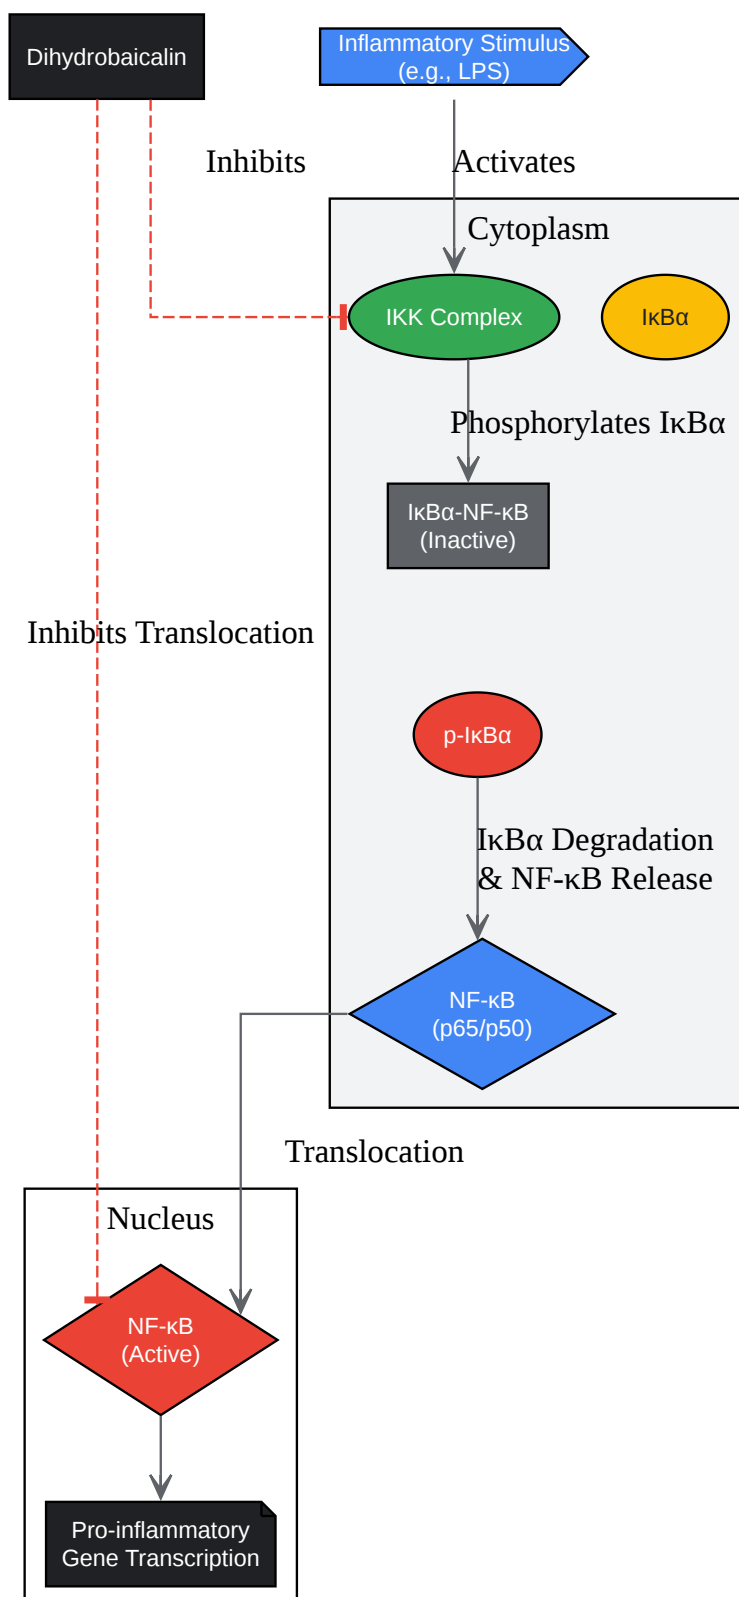 Dihydrobaicalin
Inflammatory Stimulus
(e.g., LPS)
Inhibits
Activates
Cytoplasm
IKK Complex
IκBα
Phosphorylates IκBα
IκBα-NF-κB
(Inactive)
Inhibits Translocation
p-IκBα
IκBα Degradation
& NF-κB Release
NF-κB
(p65/p50)
Translocation
Nucleus
NF-κB
(Active)
Pro-inflammatory
Gene Transcription